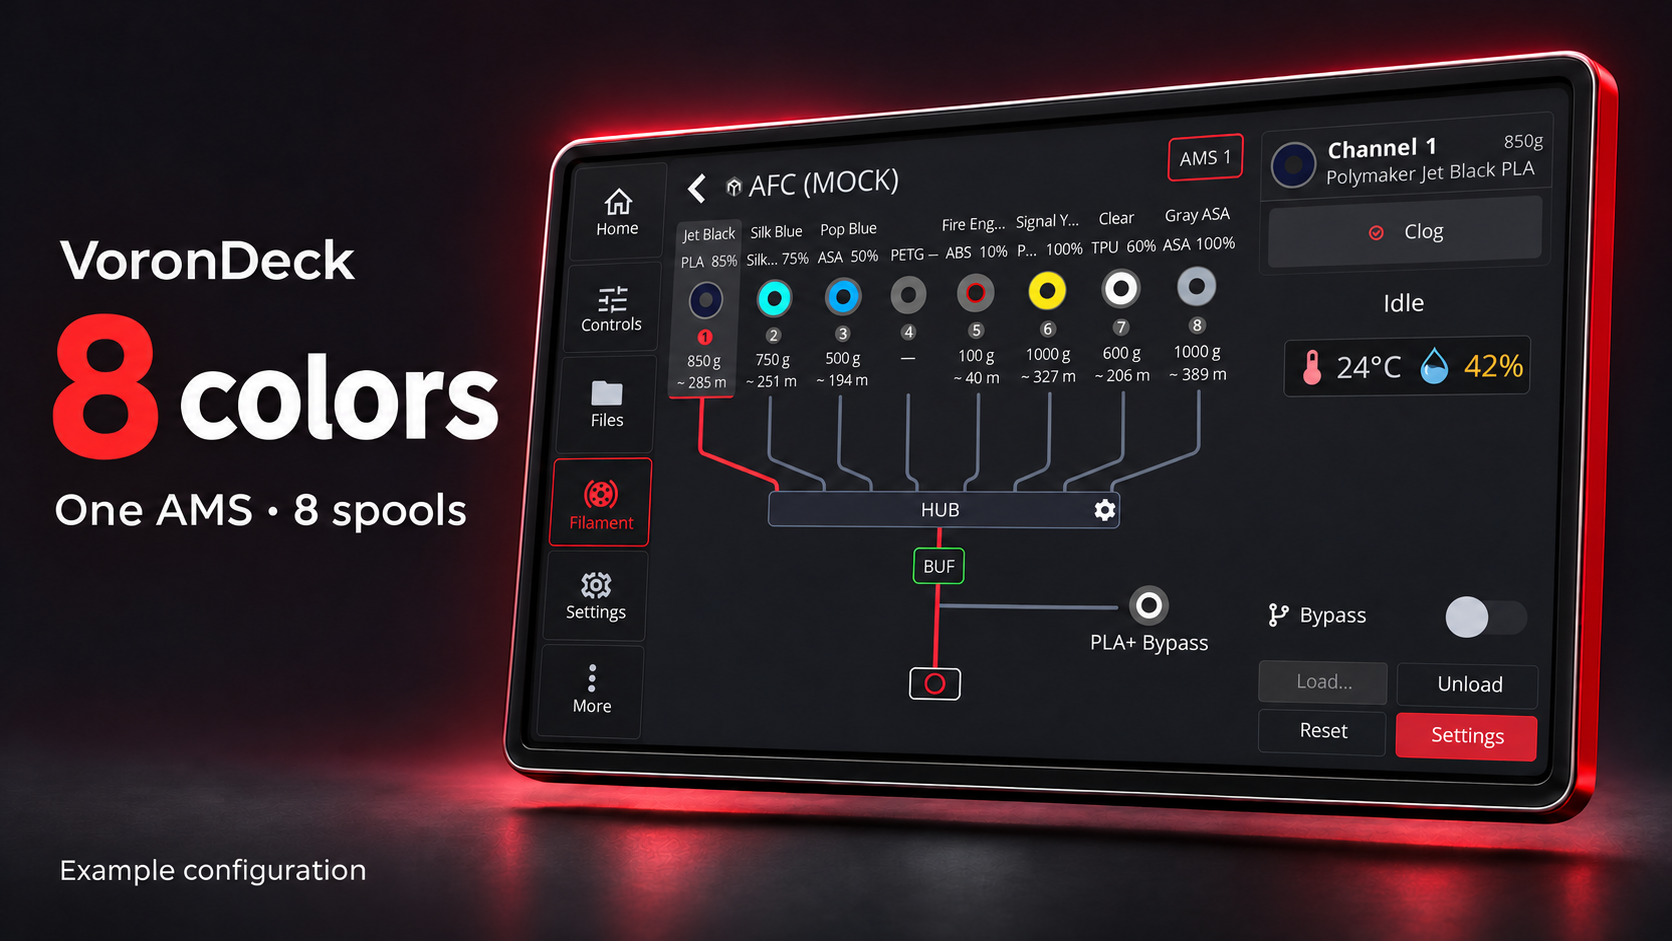 VoronDeck
8 colors
One AMS • 8 spools
Example configuration
Home
Controls
Files
Filament
Settings
More
AFC (MOCK)
AMS 1
Jet Black
PLA 85%
1
850 g
~ 285 m
Silk Blue
Silk... 75%
2
750 g
~ 251 m
Pop Blue
ASA 50%
3
500 g
~ 194 m
PETG —
4
—
Fire Eng...
ABS 10%
5
100 g
~ 40 m
Signal Y...
P... 100%
6
1000 g
~ 327 m
Clear
TPU 60%
7
600 g
~ 206 m
Gray ASA
ASA 100%
8
1000 g
~ 389 m
HUB
BUF
PLA+ Bypass
Channel 1
850g
Polymaker Jet Black PLA
Clog
Idle
24°C
42%
Bypass
Load...
Unload
Reset
Settings